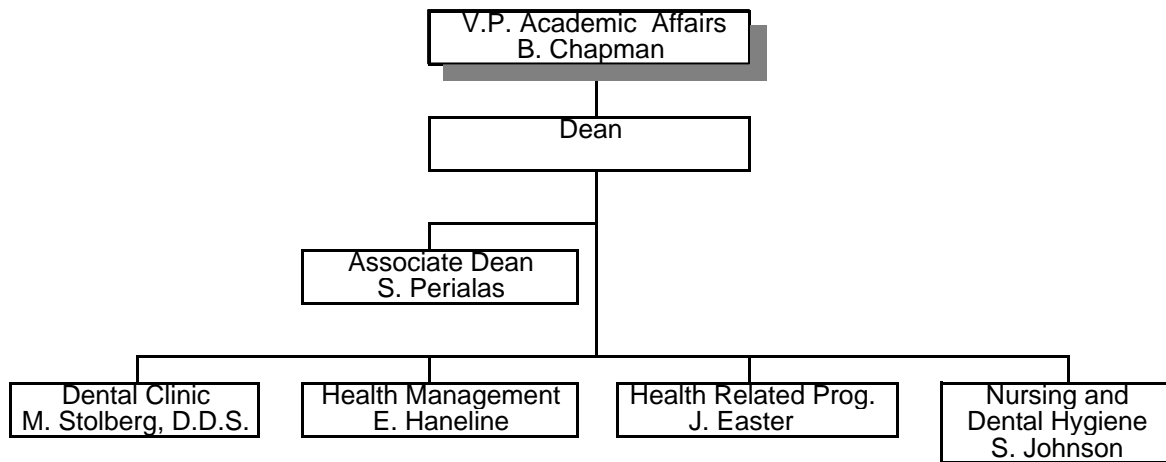 V.P. Academic Affairs
B. Chapman
Dean
Associate Dean
S. Perialas
Dental Clinic
M. Stolberg, D.D.S.
Health Management
E. Haneline
Health Related Prog.
J. Easter
Nursing and
Dental Hygiene
S. Johnson